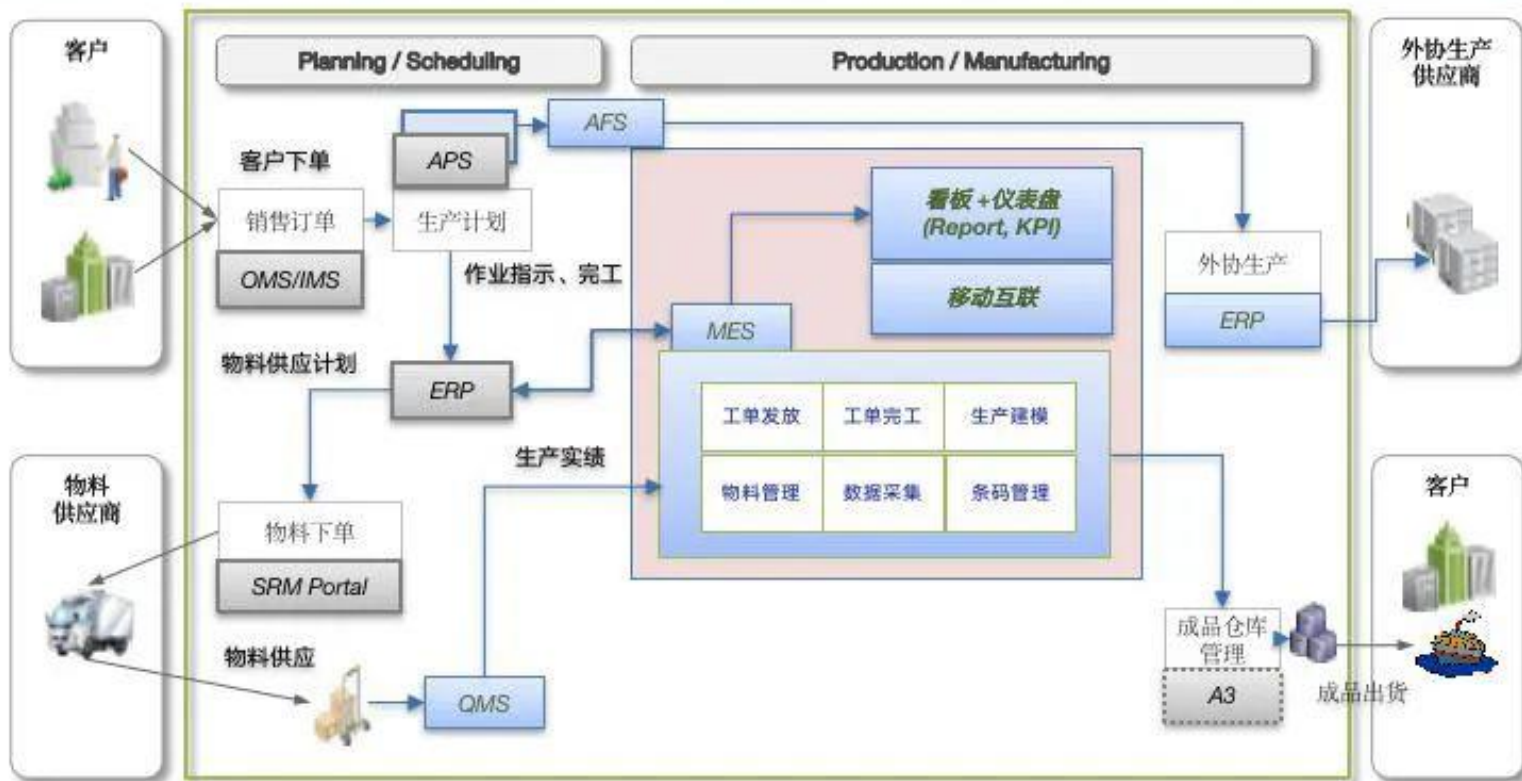 客户
Planning / Scheduling
Production / Manufacturing
外协生产
供应商
AFS
客户下单
APS
销售订单
生产计划
OMS/IMS
看板 +仪表盘
(Report, KPI)
移动互联
外协生产
ERP
作业指示、完工
MES
物料供应计划
ERP
工单发放
工单完工
生产建模
物料管理
数据采集
条码管理
生产实绩
物料
供应商
物料下单
SRM Portal
物料供应
QMS
客户
成品仓库
管理
A3
成品出货